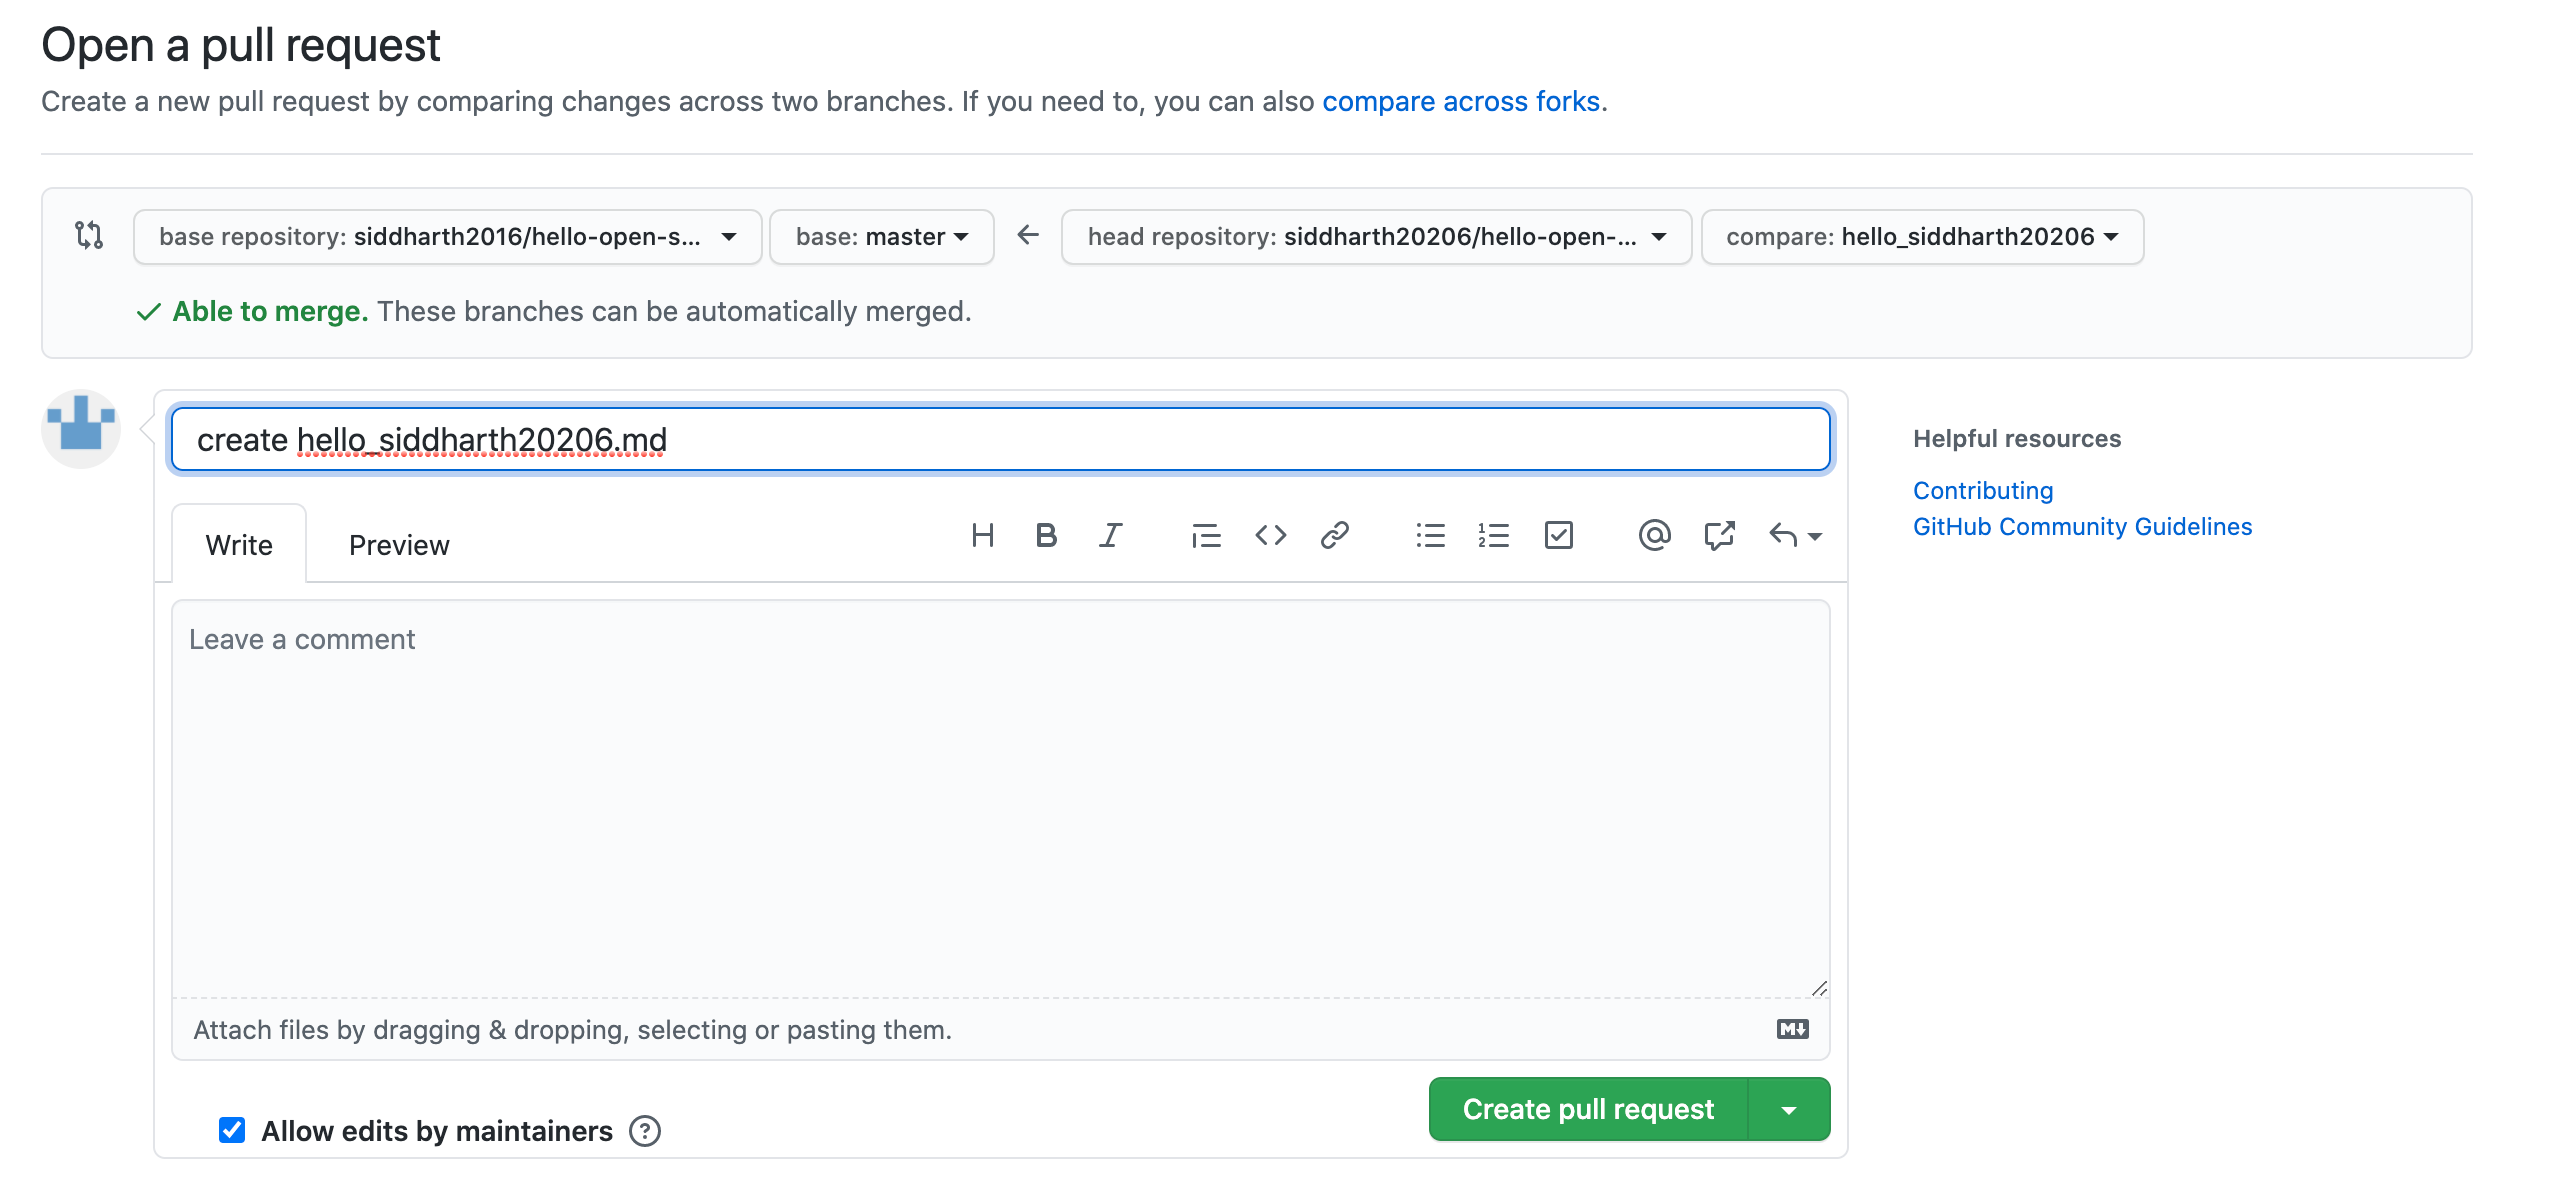 Open a pull request
Create a new pull request by comparing changes across two branches. If you need to, you can also compare across forks.
base repository: siddharth2016/hello-open-s... base: master head repository: siddharth20206/hello-open-... compare: hello_siddharth20206
Able to merge. These branches can be automatically merged.
create hello_siddharth20206.md
Helpful resources
Contributing
GitHub Community Guidelines
Write Preview
Leave a comment
Attach files by dragging & dropping, selecting or pasting them.
Allow edits by maintainers
Create pull request